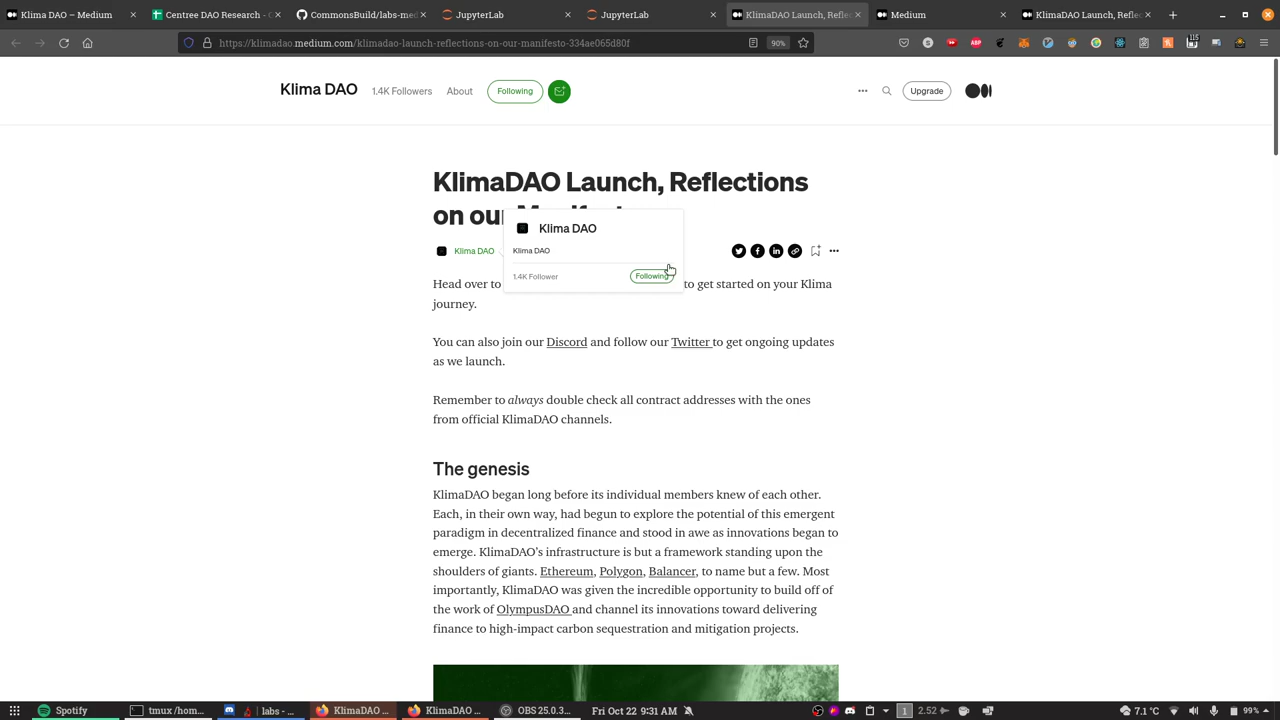 Klima DAO – Medium
Centree DAO Research - G
CommonsBuild/labs-med
JupyterLab
JupyterLab
KlimaDAO Launch, Reflec
Medium
KlimaDAO Launch, Reflec
https://klimadao.medium.com/klimadao-launch-reflections-on-our-manifesto-334ae065d80f
90%
115
Klima DAO
1.4K Followers
About
Following
Upgrade
KlimaDAO Launch, Reflections
on our Manifest
Klima DAO
Klima DAO
Klima DAO
1.4K Follower
Following
Head over to
to get started on your Klima
journey.
You can also join our Discord and follow our Twitter to get ongoing updates
as we launch.
Remember to always double check all contract addresses with the ones
from official KlimaDAO channels.
The genesis
KlimaDAO began long before its individual members knew of each other.
Each, in their own way, had begun to explore the potential of this emergent
paradigm in decentralized finance and stood in awe as innovations began to
emerge. KlimaDAO's infrastructure is but a framework standing upon the
shoulders of giants. Ethereum, Polygon, Balancer, to name but a few. Most
importantly, KlimaDAO was given the incredible opportunity to build off of
the work of OlympusDAO and channel its innovations toward delivering
finance to high-impact carbon sequestration and mitigation projects.
Spotify
tmux /hom...
labs - ...
KlimaDAO ...
KlimaDAO ...
OBS 25.0.3...
Fri Oct 22 9:31 AM
1
2.52
7.1°C
99%